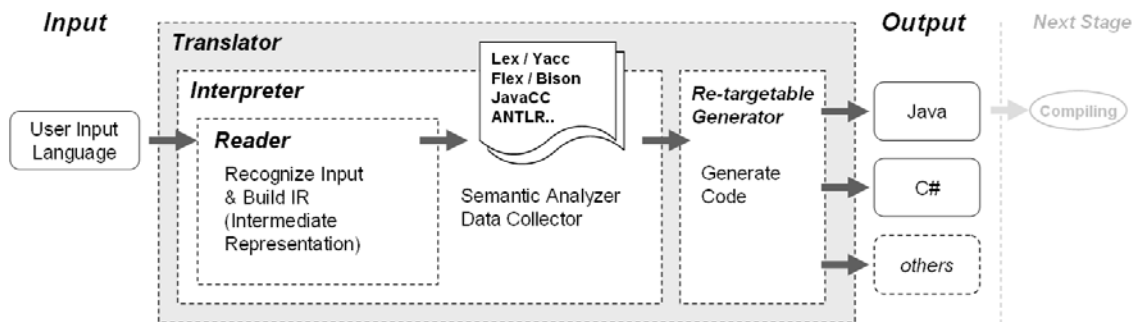 Input
Translator
Interpreter
Reader
User Input
Language
Recognize Input
& Build IR
(Intermediate
Representation)
Lex / Yacc
Flex / Bison
JavaCC
ANTLR..
Semantic Analyzer
Data Collector
Re-targetable
Generator
Generate
Code
Output
Java
C#
others
Next Stage
Compiling